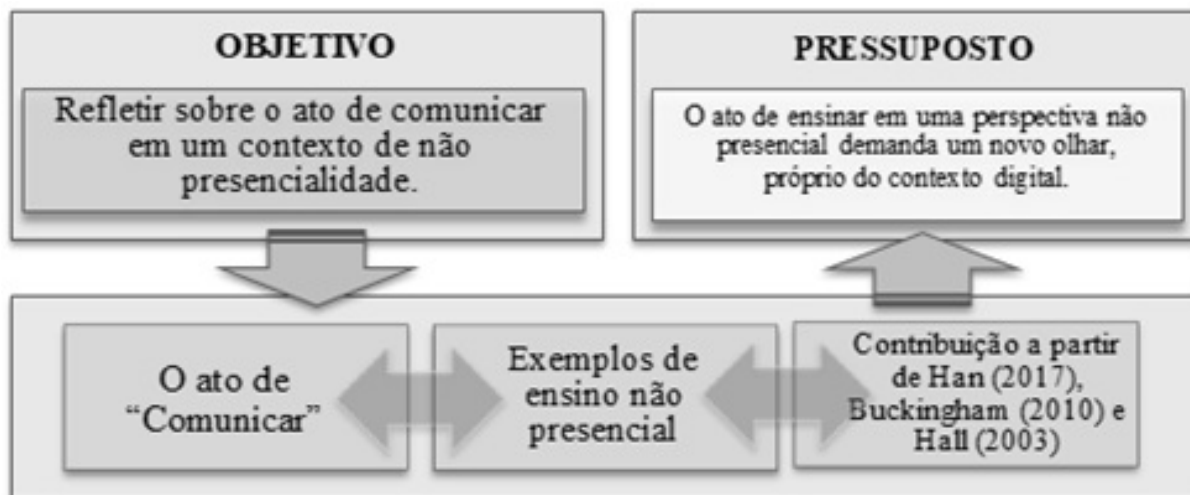 OBJETIVO
Refletir sobre o ato de comunicar
em um contexto de não
presencialidade.
PRESSUPOSTO
O ato de ensinar em uma perspectiva não
presencial demanda um novo olhar,
próprio do contexto digital.
O ato de
“Comunicar”
Exemplos de
ensino não
presencial
Contribuição a partir
de Han (2017),
Buckingham (2010) e
Hall (2003)